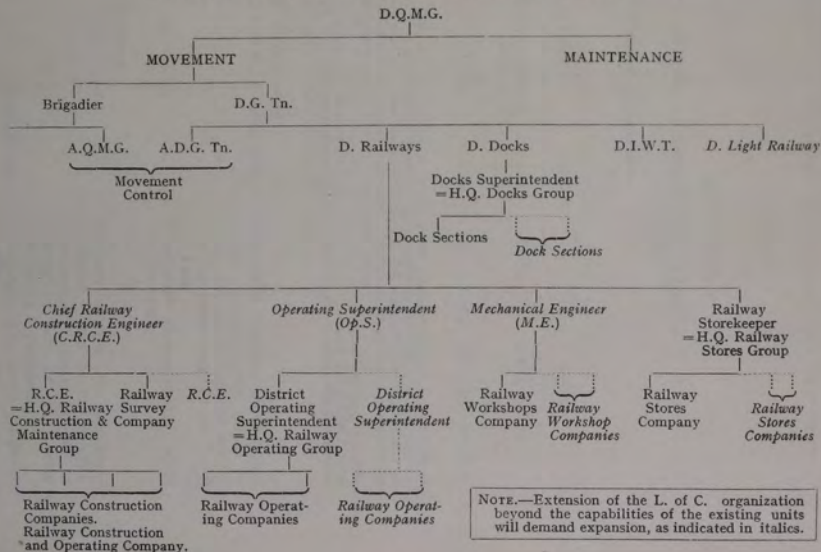 D.Q.M.G.
MOVEMENT
MAINTENANCE
Brigadier
D.G. Tn.
A.Q.M.G.
A.D.G. Tn.
D. Railways
D. Docks
D.I.W.T.
D. Light Railway
Movement
Control
Docks Superintendent
=H.Q. Docks Group
Dock Sections
Dock Sections
Chief Railway
Construction Engineer
(C.R.C.E.)
Operating Superintendent
(Op.S.)
Mechanical Engineer
(M.E.)
Railway
Storekeeper
=H.Q. Railway
Stores Group
R.C.E.
=H.Q. Railway
Construction &
Maintenance
Group
Railway
Survey
Company
R.C.E.
District
Operating
Superintendent
=H.Q. Railway
Operating Group
District
Operating
Superintendent
Railway
Workshops
Company
Railway
Workshop
Companies
Railway
Stores
Company
Railway
Stores
Companies
Railway Construction
Companies.
Railway Construction
and Operating Company.
Railway Operat-
ing Companies
Railway Operat-
ing Companies
NOTE.—Extension of the L. of C. organization
beyond the capabilities of the existing units
will demand expansion, as indicated in italics.